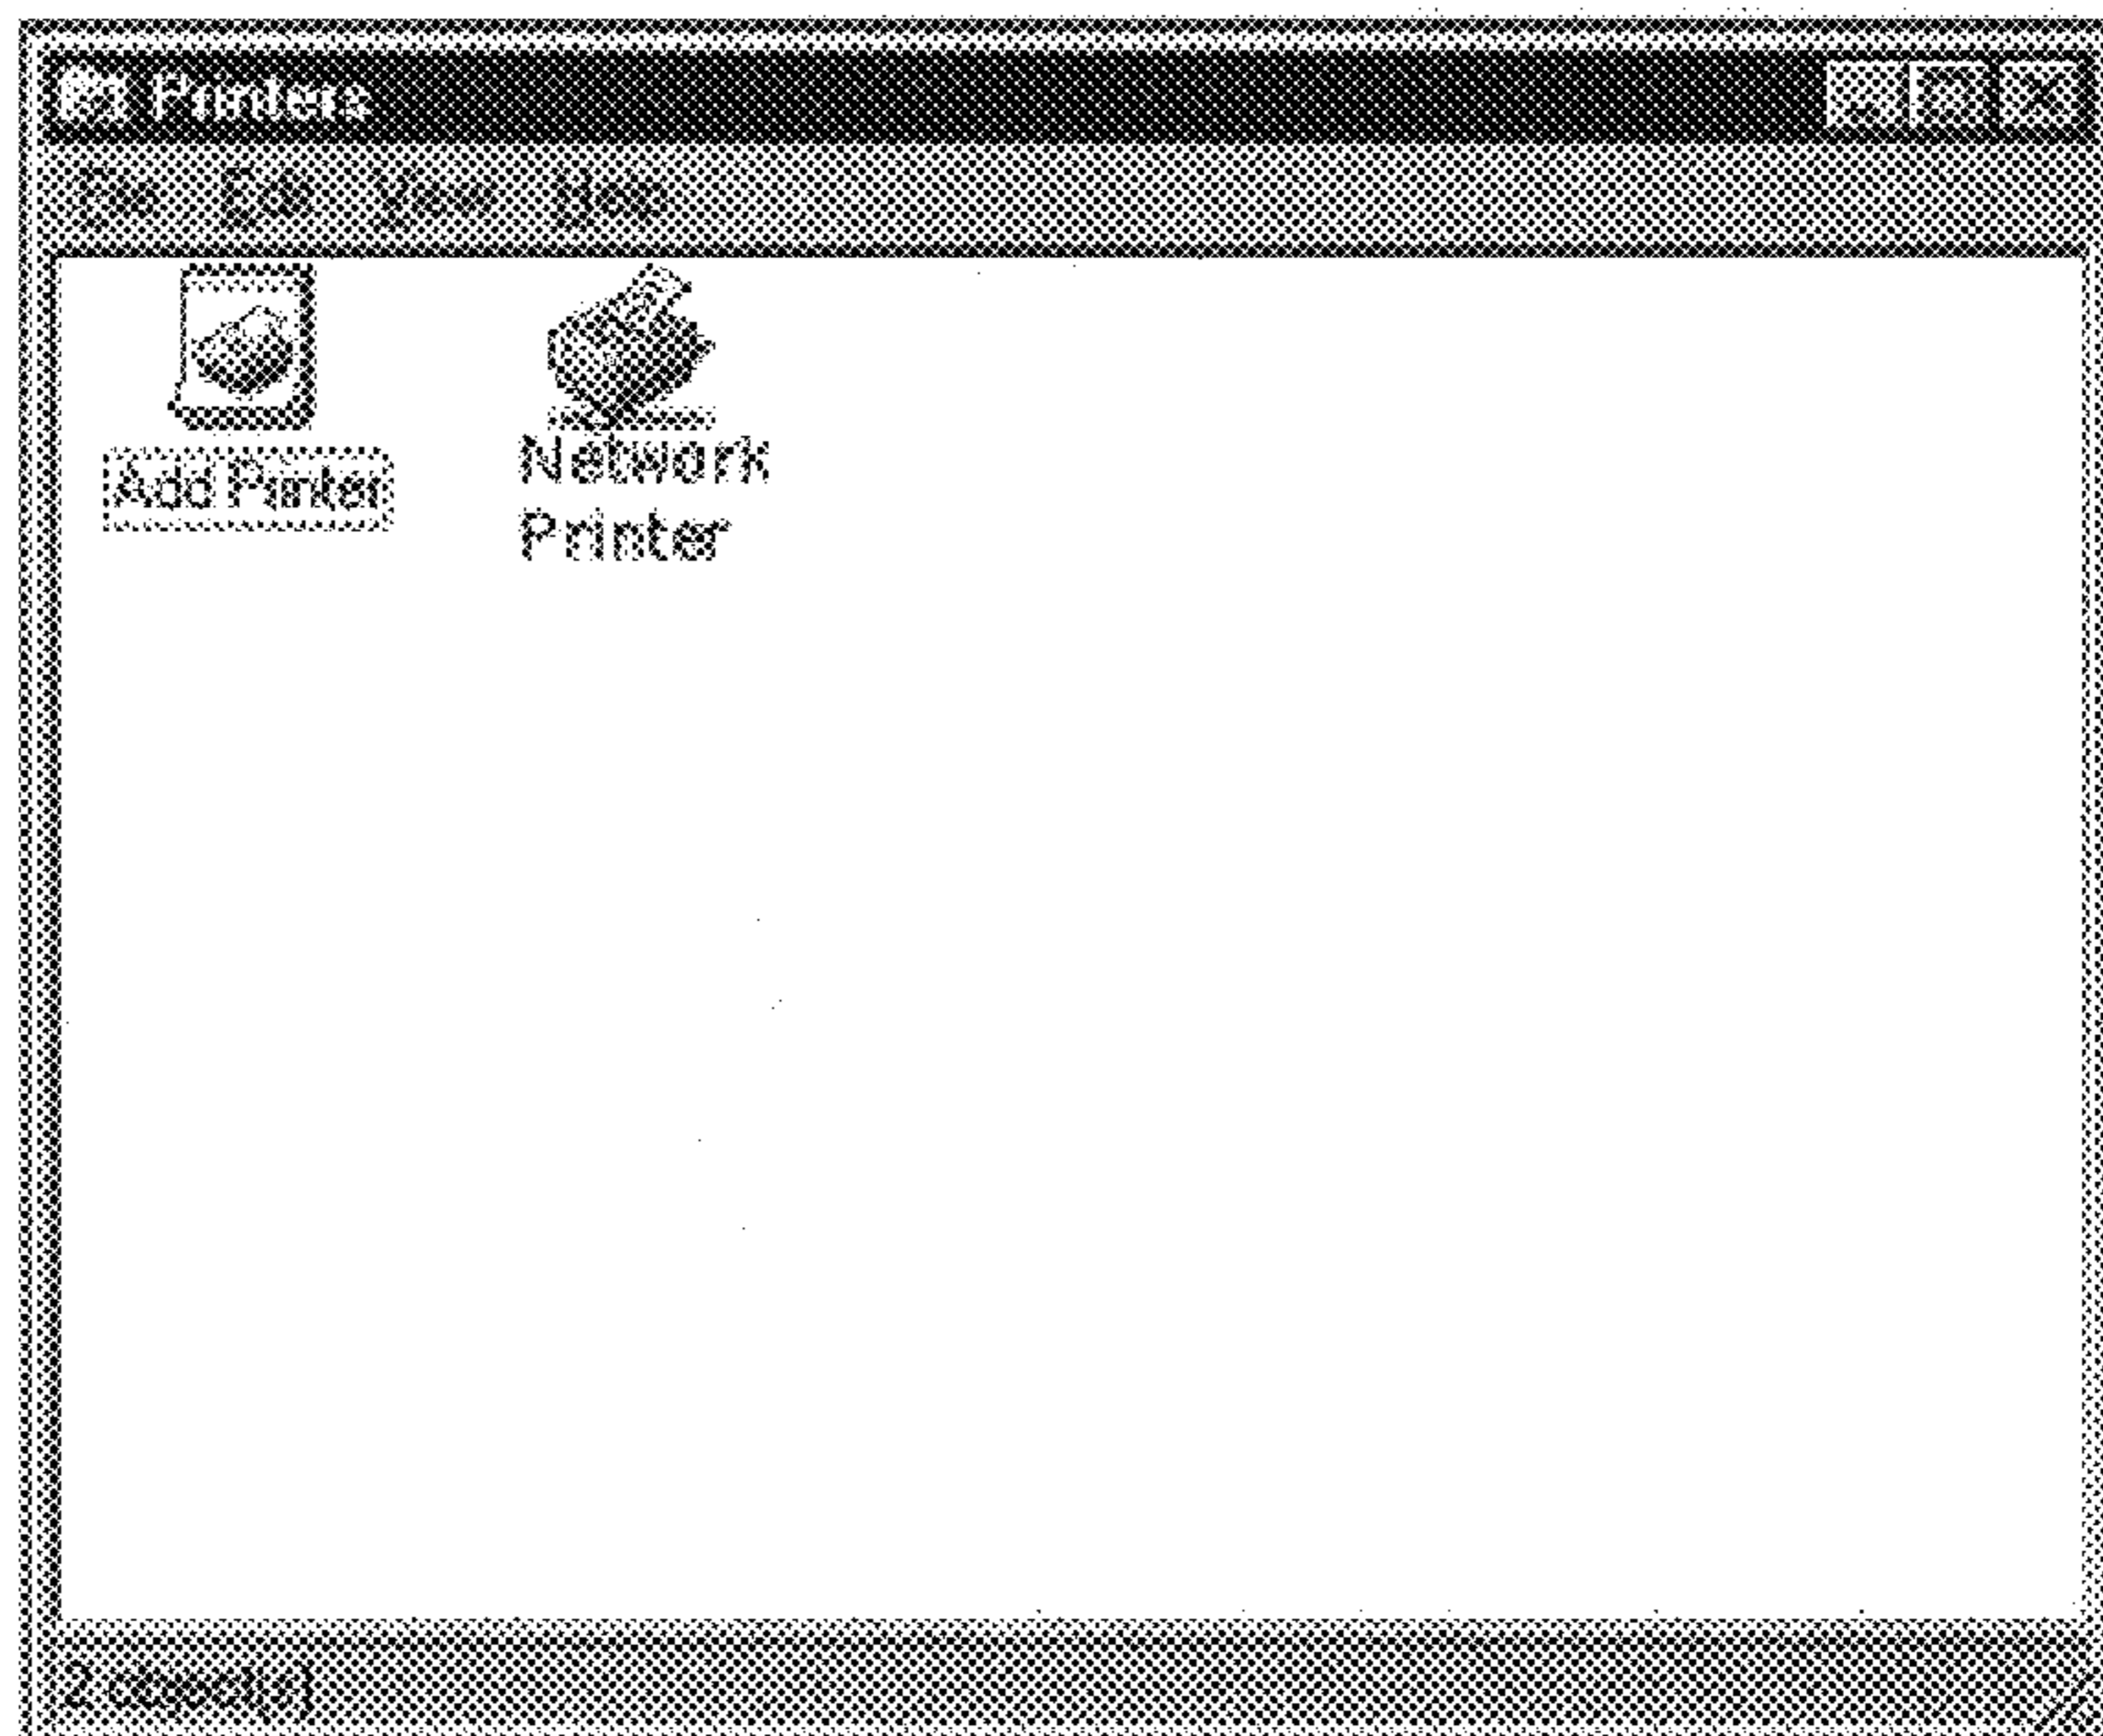 Printers
File Edit View Help
Add Printer
Network
Printer
2 object(s)